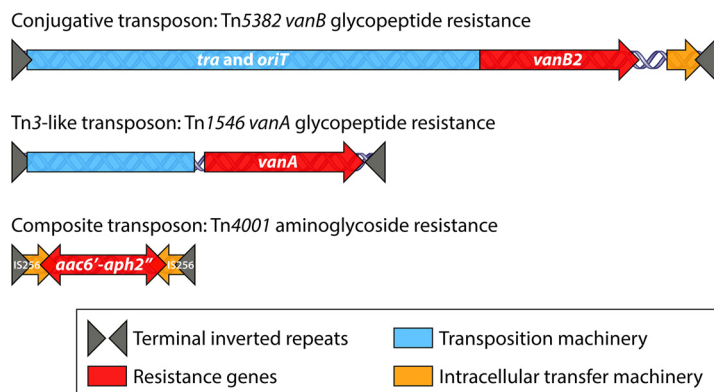 Conjugative transposon: Tn5382 vanB glycopeptide resistance
tra and oriT vanB2
Tn3-like transposon: Tn1546 vanA glycopeptide resistance
vanA
Composite transposon: Tn4001 aminoglycoside resistance
IS256 aac6’-aph2” IS256
Terminal inverted repeats Transposition machinery
Resistance genes Intracellular transfer machinery